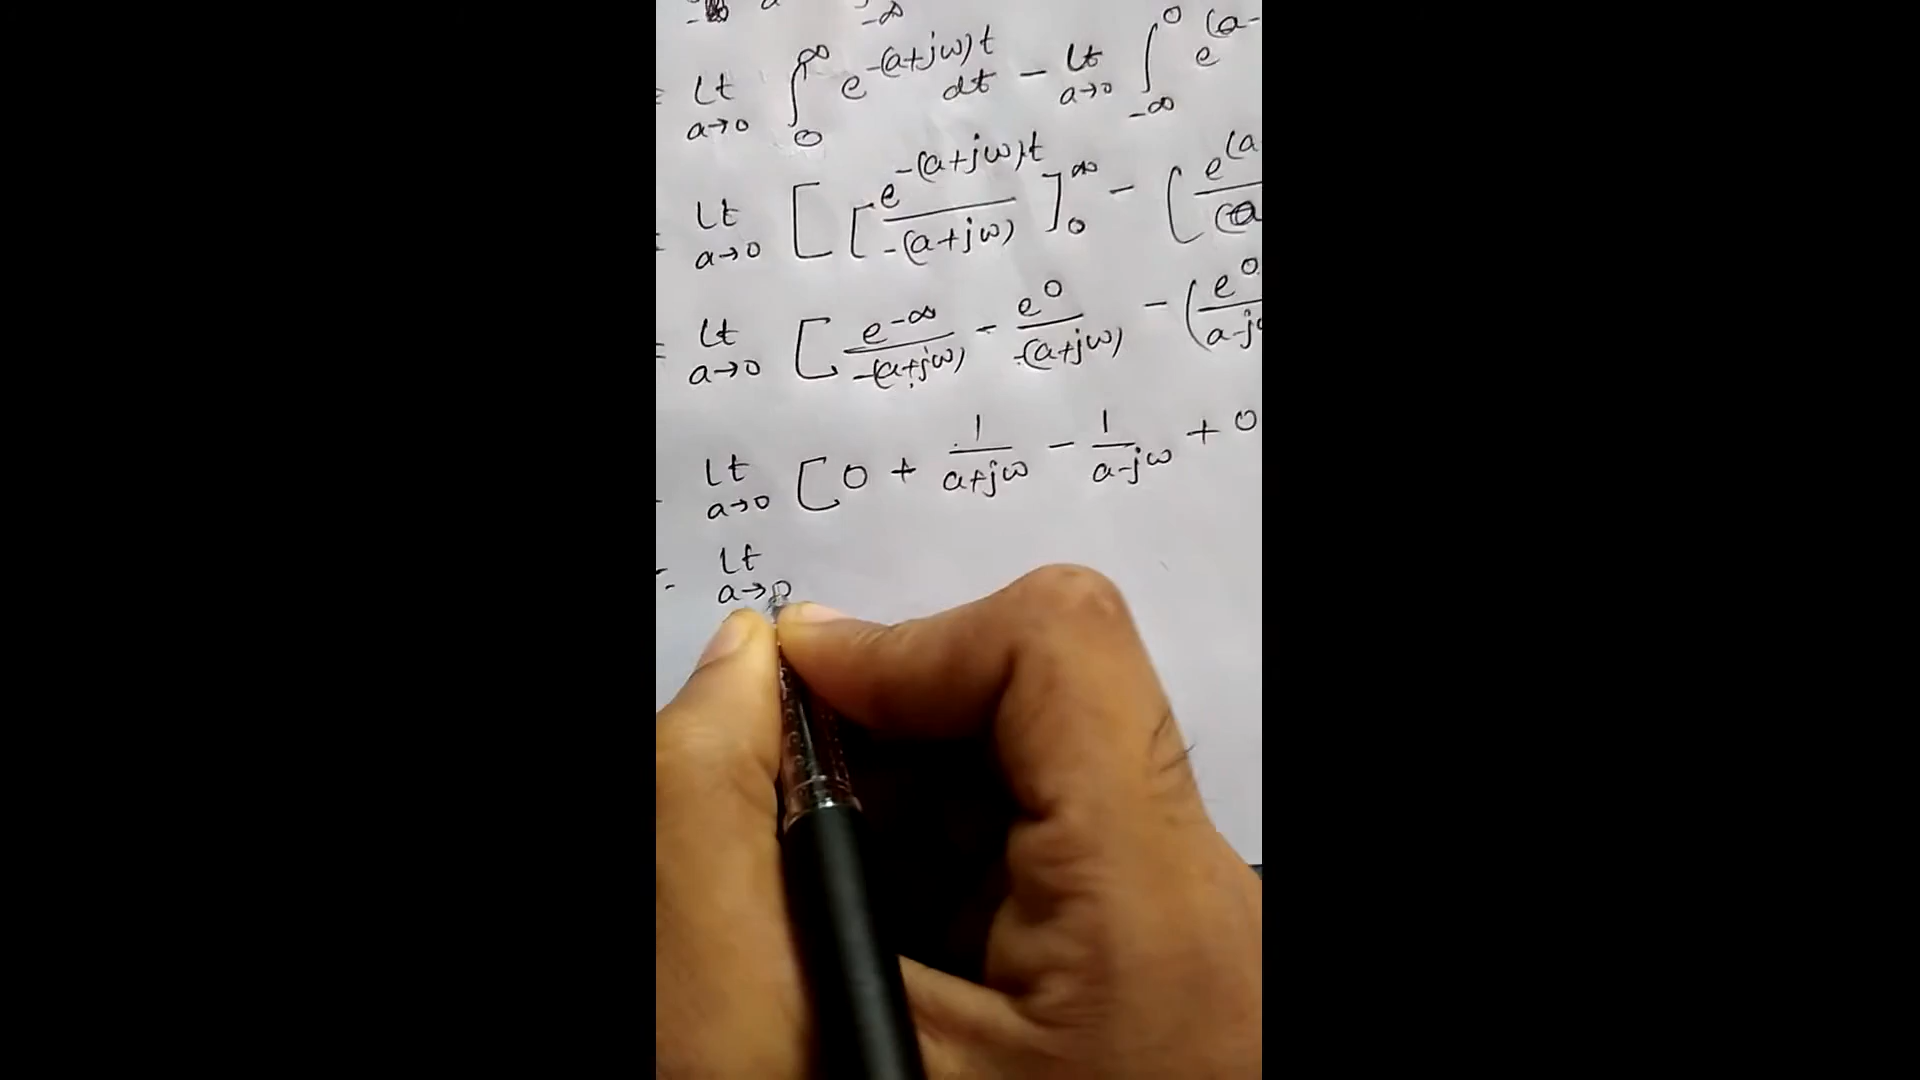 -∞
= Lt a→0 ∫₀^∞ e^-(a+jω)t dt - Lt a→0 ∫_-∞^0 e^(a-
= Lt a→0 [ [ e^-(a+jω)t / -(a+jω) ]₀^∞ - [ e^(a / (a
= Lt a→0 [ e^-∞ / -(a+jω) - e^0 / -(a+jω) - ( e^0 / a-jω
- Lt a→0 [ 0 + 1 / a+jω - 1 / a-jω + 0
= Lt a→0